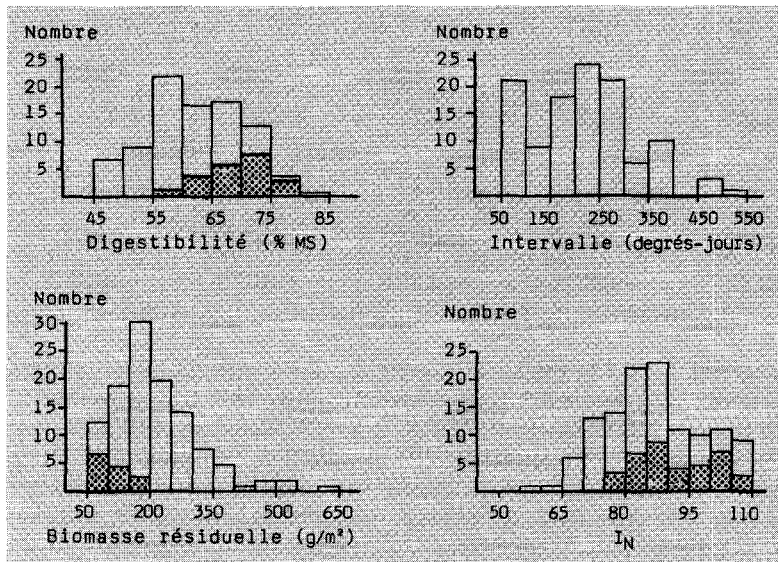 Nombre
25
20
15
10
5
45 55 65 75 85
Digestibilité (% MS)
Nombre
25
20
15
10
5
50 150 250 350 450 550
Intervalle (degrés-jours)
Nombre
30
25
20
15
10
5
50 200 350 500 650
Biomasse résiduelle (g/m²)
Nombre
25
20
15
10
5
50 65 80 95 110
I_N